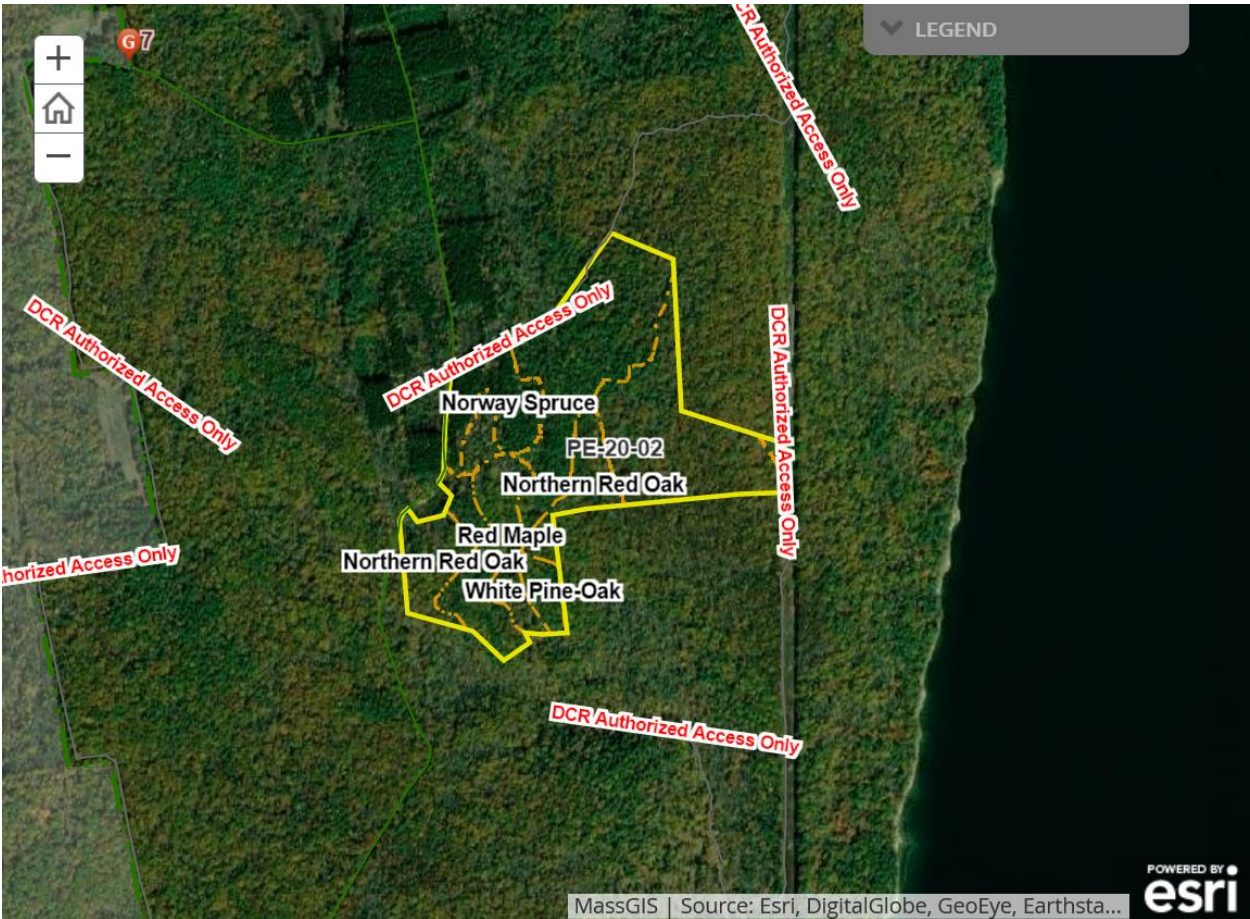 LEGEND
+
G 7
−
DCR Authorized Access Only
DCR Authorized Access Only
DCR Authorized Access Only
DCR Authorized Access Only
Norway Spruce
PE-20-02
Northern Red Oak
Red Maple
Northern Red Oak
Authorized Access Only
White Pine-Oak
DCR Authorized Access Only
POWERED BY
esri
MassGIS | Source: Esri, DigitalGlobe, GeoEye, Earthsta...